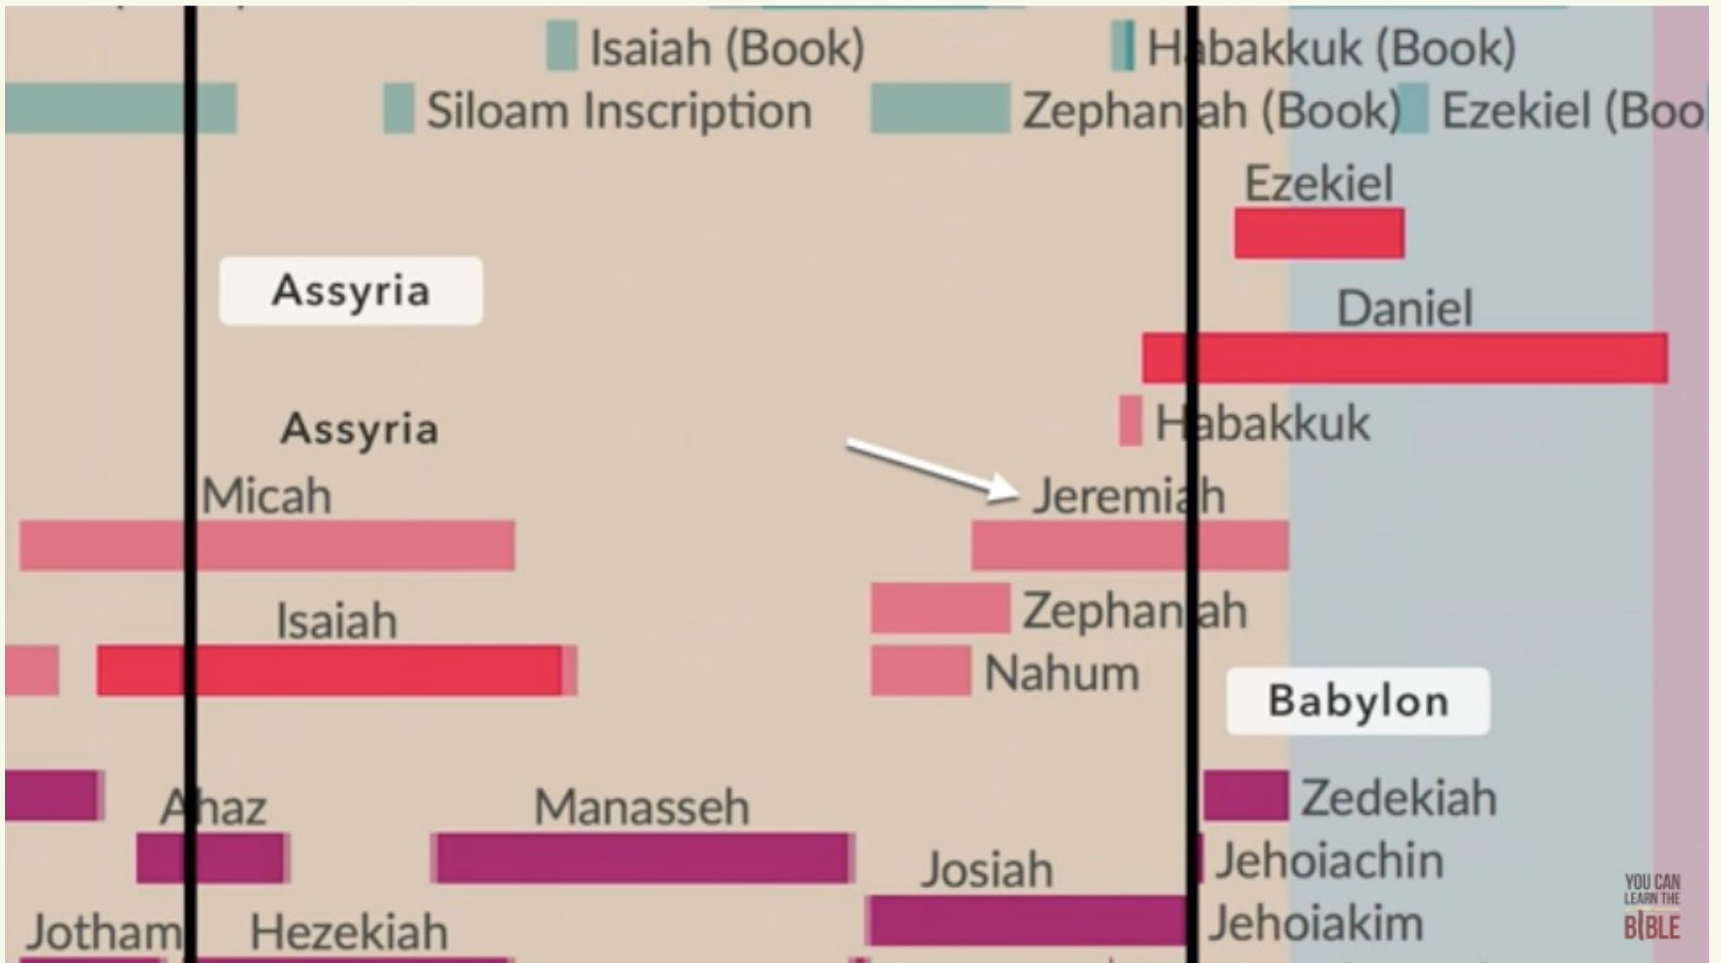 Isaiah (Book)
Habakkuk (Book)
Siloam Inscription
Zephaniah (Book)
Ezekiel (Boo
Ezekiel
Assyria
Daniel
Assyria
Habakkuk
Micah
Jeremiah
Isaiah
Zephaniah
Nahum
Babylon
Ahaz
Manasseh
Zedekiah
Josiah
Jehoiachin
Jotham
Hezekiah
Jehoiakim
YOU CAN
LEARN THE
BIBLE